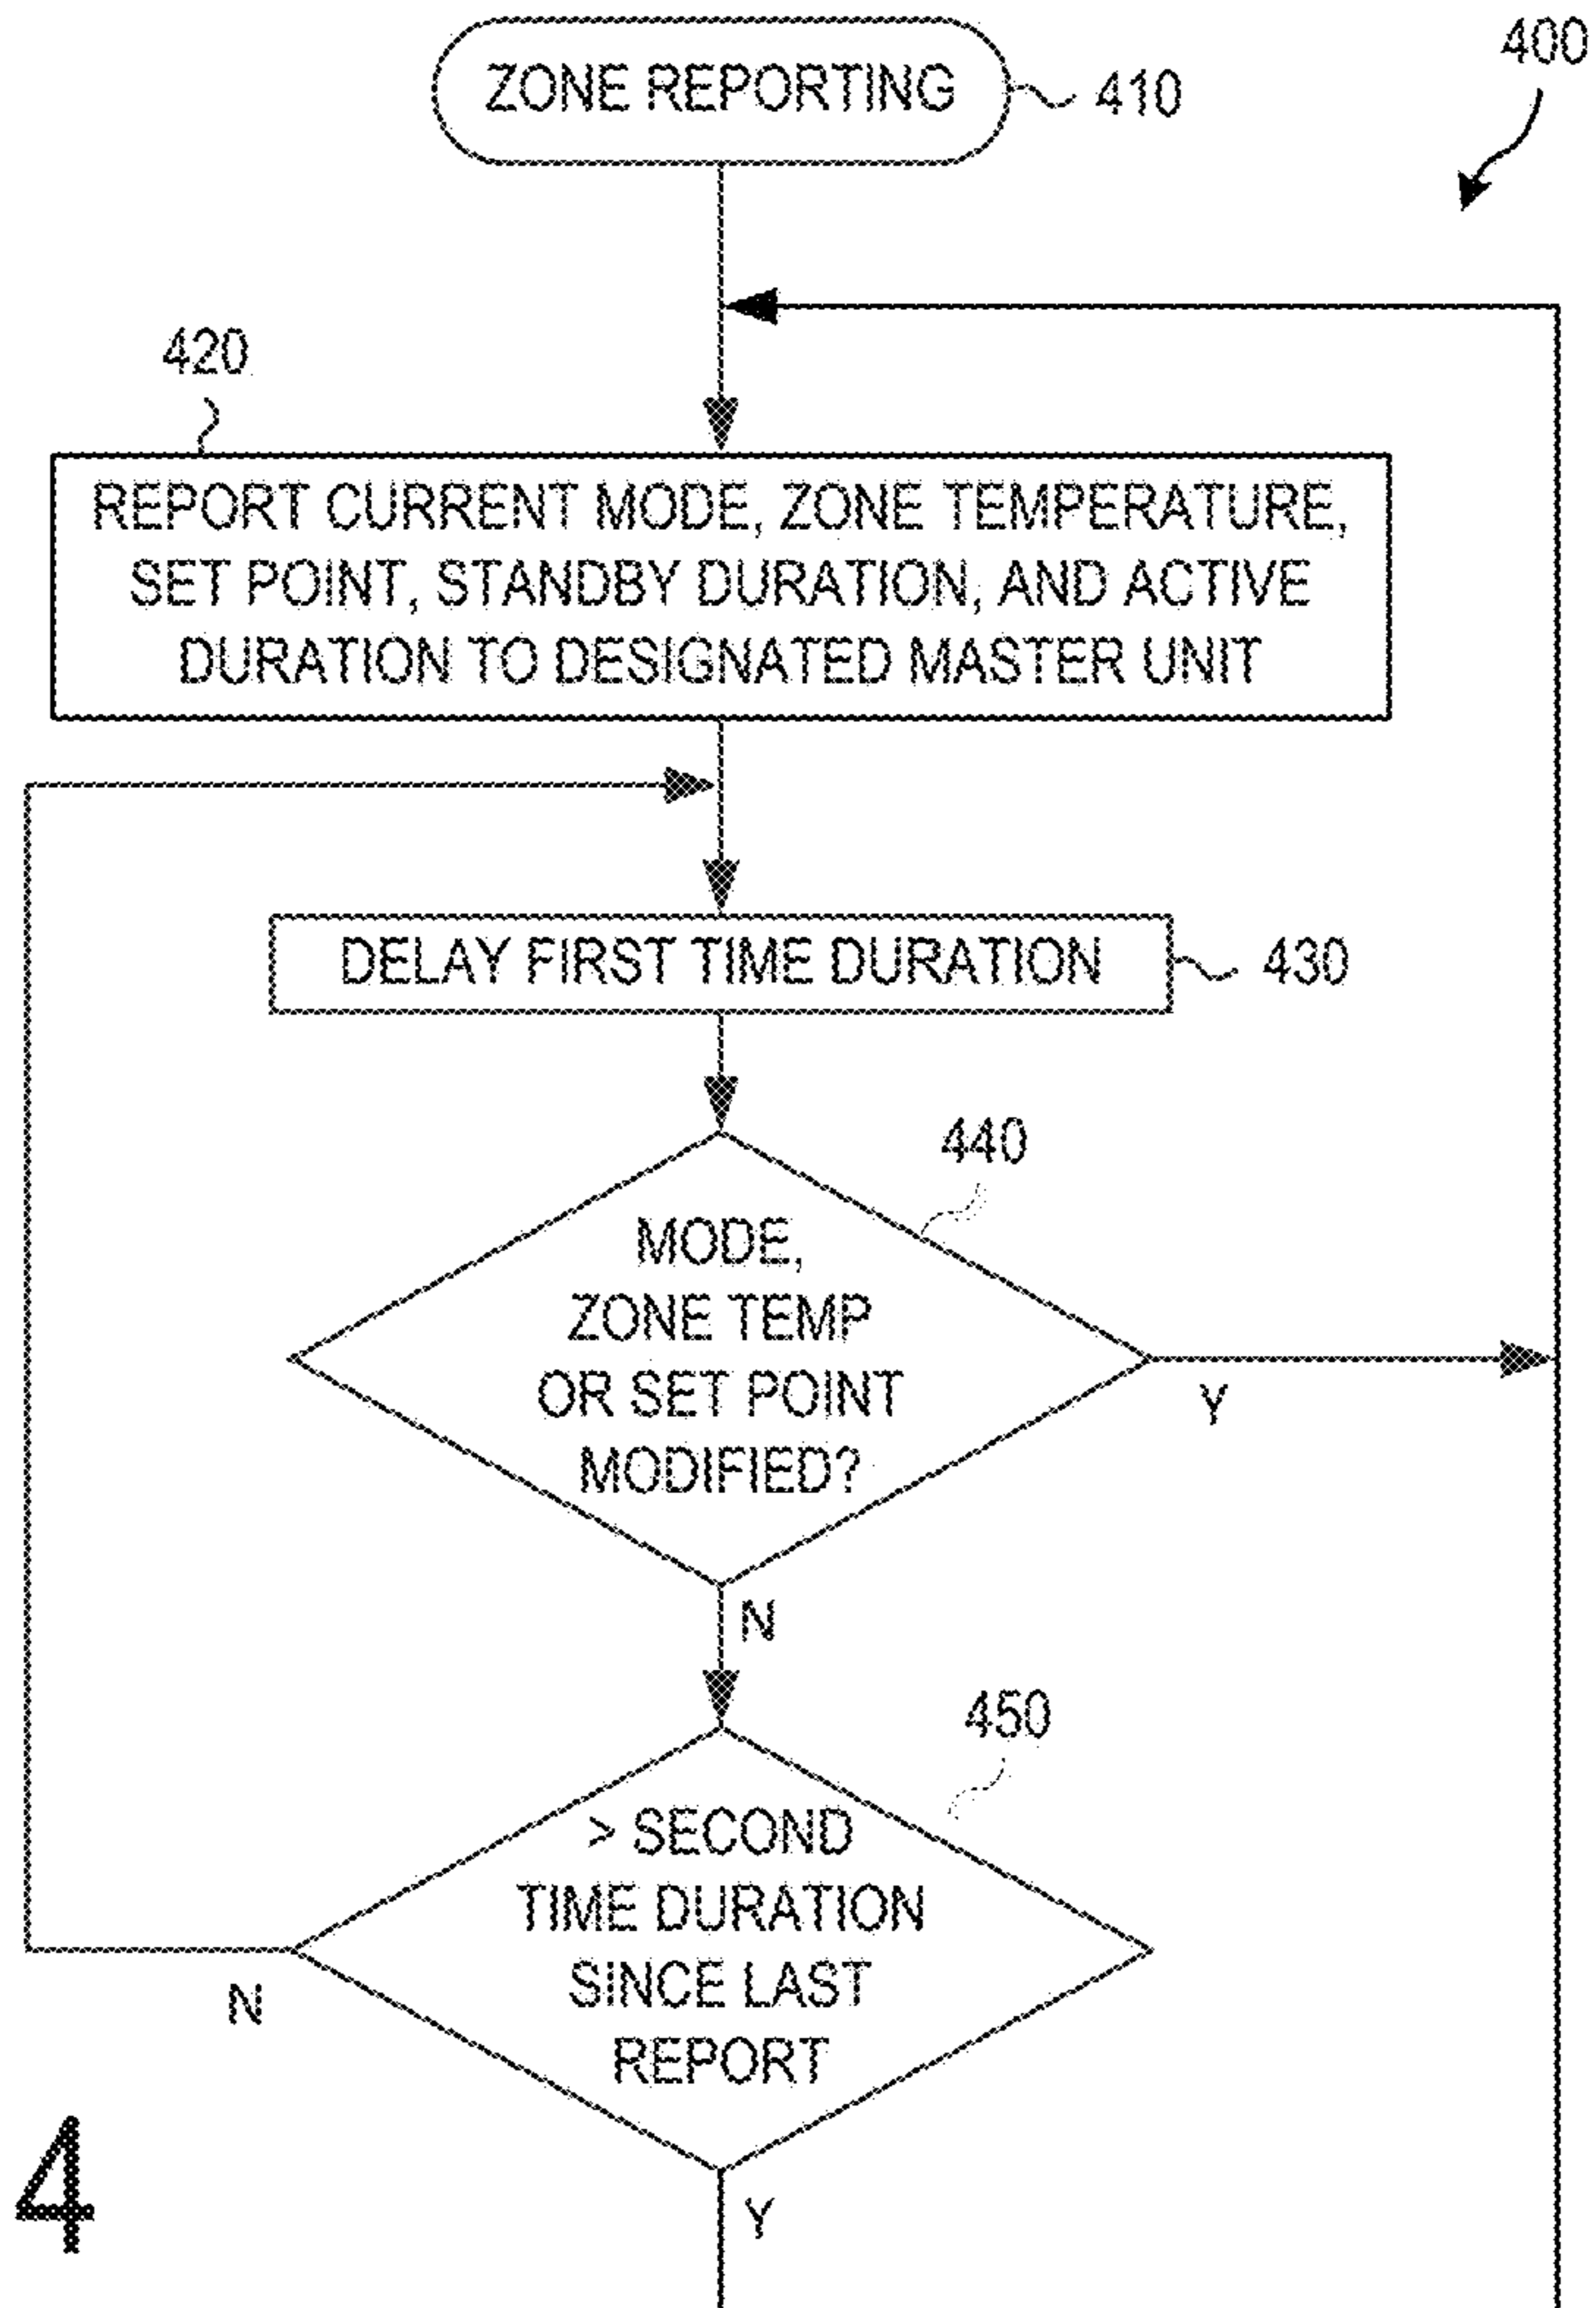 400
ZONE REPORTING
410
420
REPORT CURRENT MODE, ZONE TEMPERATURE,
SET POINT, STANDBY DURATION, AND ACTIVE
DURATION TO DESIGNATED MASTER UNIT
DELAY FIRST TIME DURATION
430
440
MODE,
ZONE TEMP
OR SET POINT
MODIFIED?
Y
N
450
> SECOND
TIME DURATION
SINCE LAST
REPORT
N
Y
4